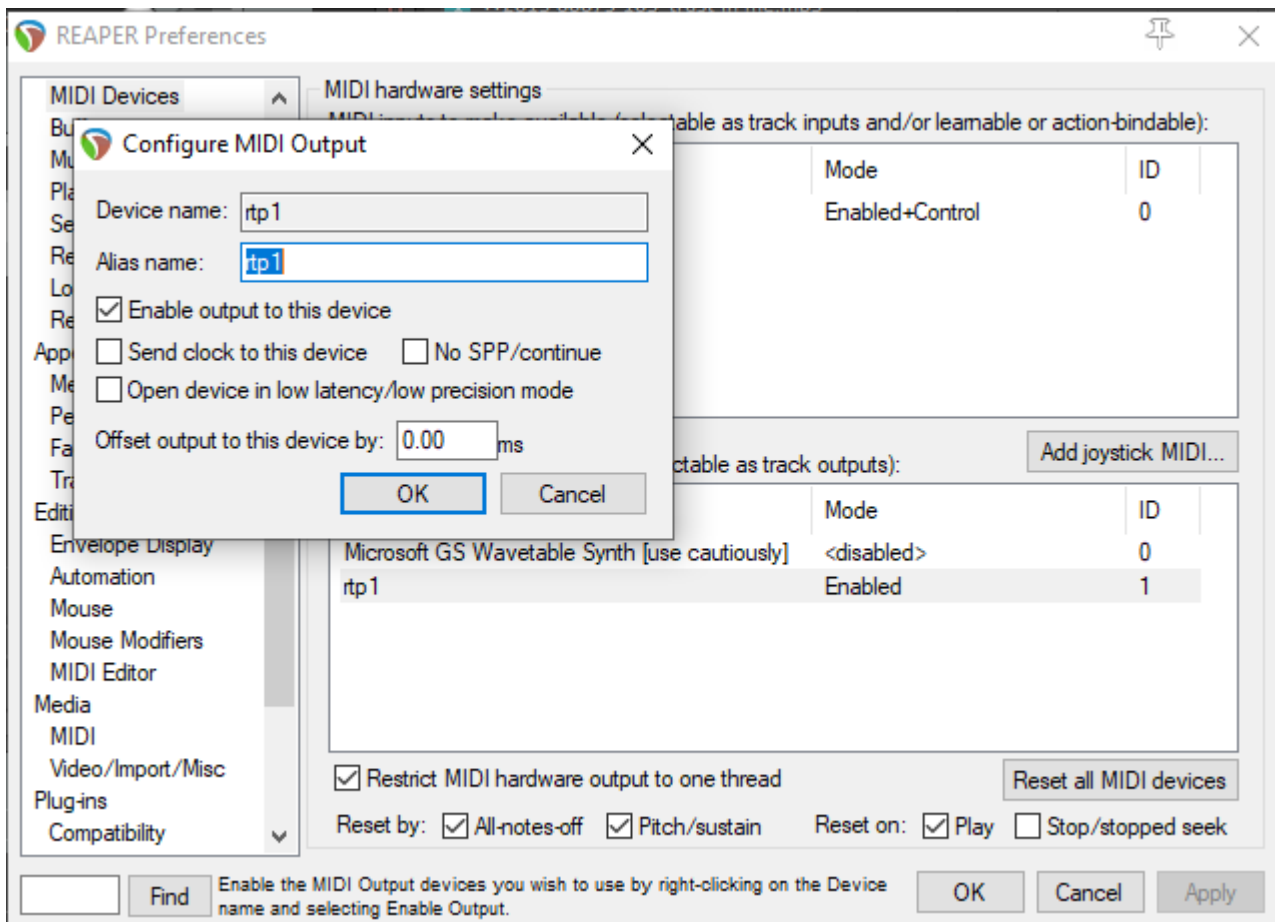 REAPER Preferences
MIDI Devices
MIDI hardware settings
Configure MIDI Output
Mode
ID
Device name: rtp1
Enabled+Control
0
Alias name: rtp1
Enable output to this device
Send clock to this device
No SPP/continue
Open device in low latency/low precision mode
Offset output to this device by: 0.00 ms
OK
Cancel
Add joystick MIDI...
Mode
ID
Envelope Display
Microsoft GS Wavetable Synth [use cautiously]
<disabled>
0
Automation
rtp1
Enabled
1
Mouse
Mouse Modifiers
MIDI Editor
Media
MIDI
Video/Import/Misc
Restrict MIDI hardware output to one thread
Reset all MIDI devices
Plug-ins
Compatibility
Reset by:
All-notes-off
Pitch/sustain
Reset on:
Play
Stop/stopped seek
Find
Enable the MIDI Output devices you wish to use by right-clicking on the Device
name and selecting Enable Output.
OK
Cancel
Apply